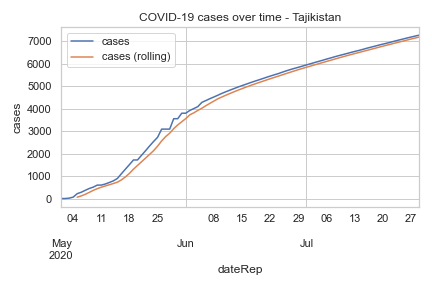 COVID-19 cases over time - Tajikistan
cases
cases (rolling)
7000
6000
5000
4000
3000
2000
1000
0
cases
04 11 18 25 08 15 22 29 06 13 20 27
May Jun Jul
2020
dateRep